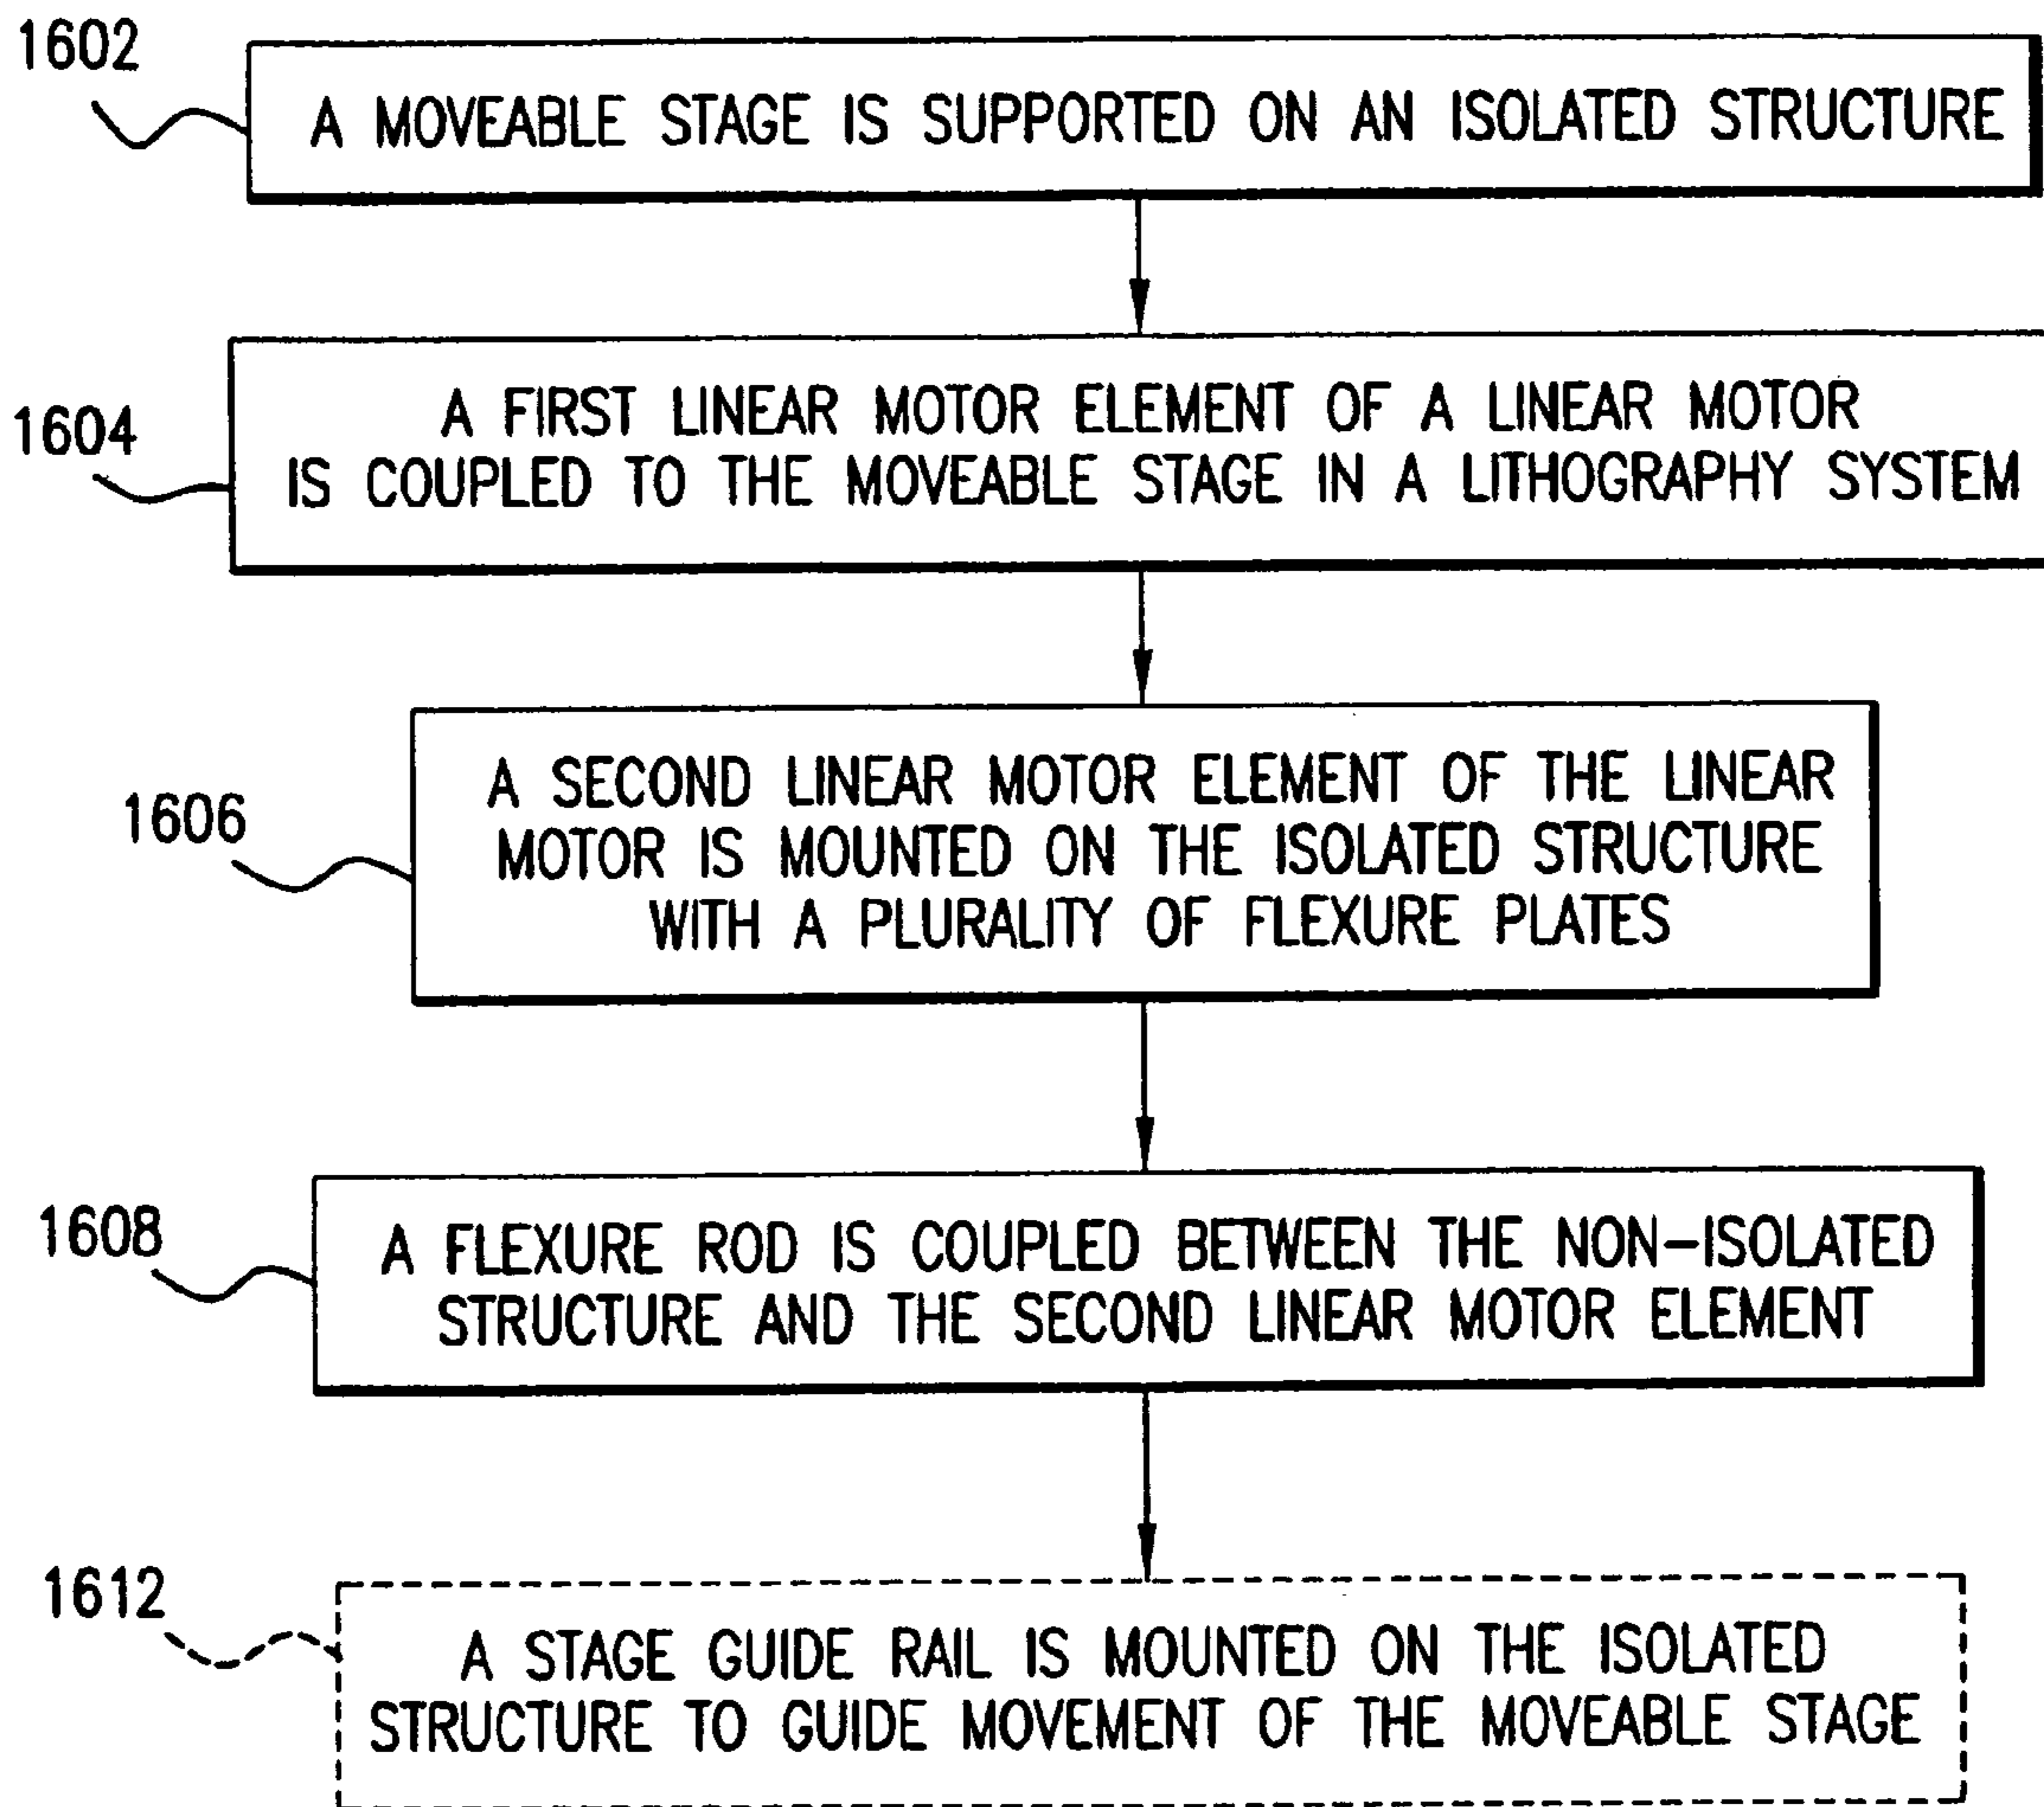 1602
A MOVEABLE STAGE IS SUPPORTED ON AN ISOLATED STRUCTURE
1604
A FIRST LINEAR MOTOR ELEMENT OF A LINEAR MOTOR
IS COUPLED TO THE MOVEABLE STAGE IN A LITHOGRAPHY SYSTEM
1606
A SECOND LINEAR MOTOR ELEMENT OF THE LINEAR
MOTOR IS MOUNTED ON THE ISOLATED STRUCTURE
WITH A PLURALITY OF FLEXURE PLATES
1608
A FLEXURE ROD IS COUPLED BETWEEN THE NON-ISOLATED
STRUCTURE AND THE SECOND LINEAR MOTOR ELEMENT
1612
A STAGE GUIDE RAIL IS MOUNTED ON THE ISOLATED
STRUCTURE TO GUIDE MOVEMENT OF THE MOVEABLE STAGE